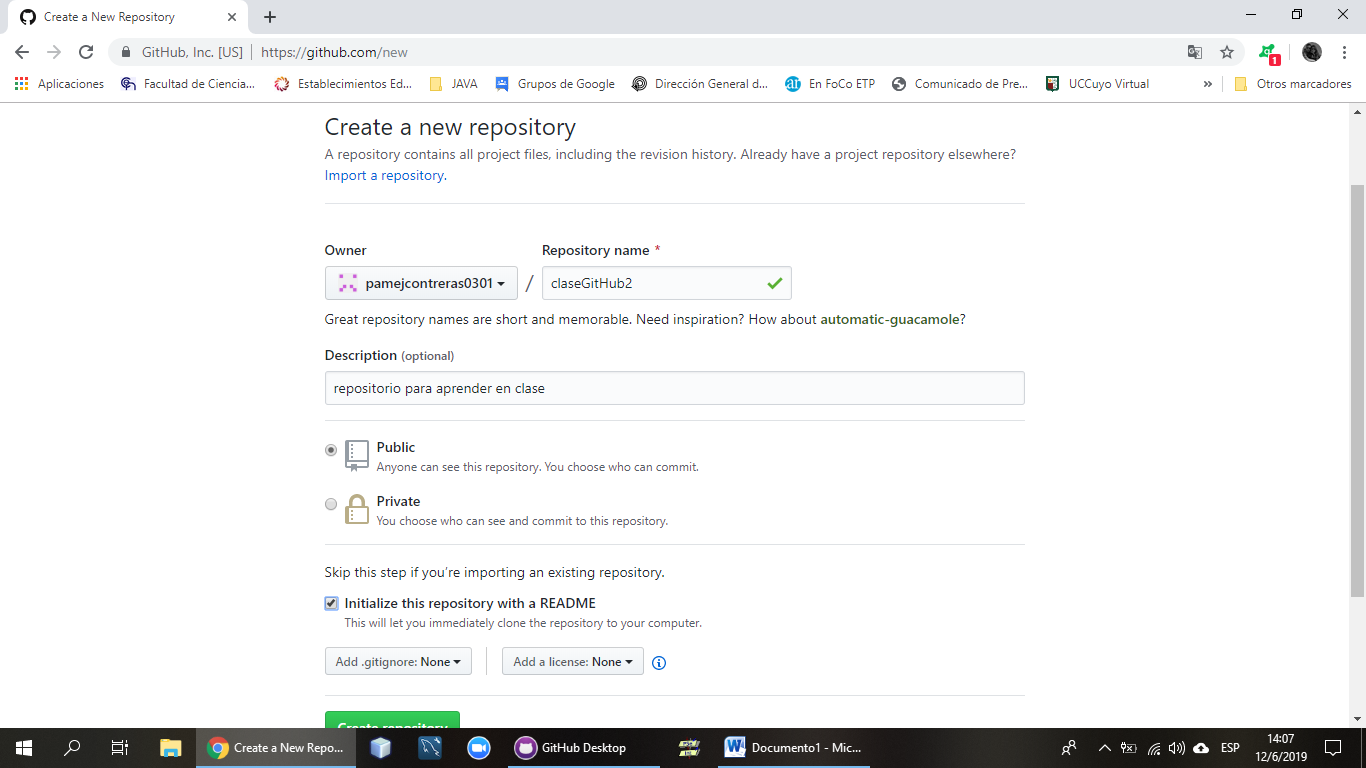 Create a New Repository
GitHub, Inc. [US] | https://github.com/new
1
Aplicaciones
Facultad de Ciencia...
Establecimientos Ed...
JAVA
Grupos de Google
Dirección General d...
En FoCo ETP
Comunicado de Pre...
UCCuyo Virtual
»
Otros marcadores
Create a new repository
A repository contains all project files, including the revision history. Already have a project repository elsewhere?
Import a repository.
Owner
Repository name *
pamejcontreras0301 / claseGitHub2
Great repository names are short and memorable. Need inspiration? How about automatic-guacamole?
Description (optional)
repositorio para aprender en clase
Public
Anyone can see this repository. You choose who can commit.
Private
You choose who can see and commit to this repository.
Skip this step if you're importing an existing repository.
Initialize this repository with a README
This will let you immediately clone the repository to your computer.
Add .gitignore: None
Add a license: None
Create repository
Create a New Repo...
GitHub Desktop
Documento1 - Mic...
ESP
14:07
12/6/2019